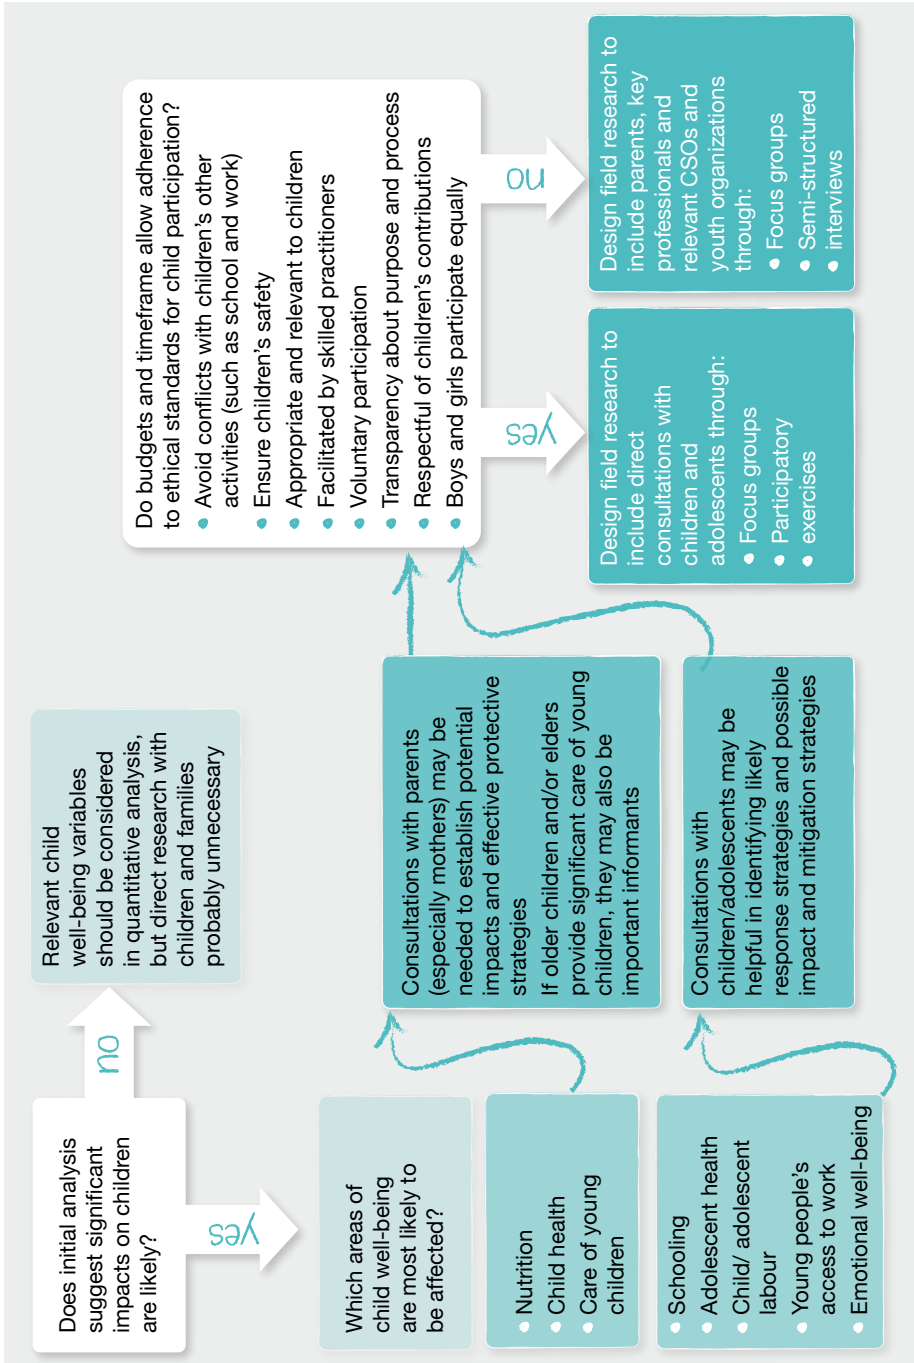 Does initial analysis
suggest significant
impacts on children
are likely?
no
Relevant child
well-being variables
should be considered
in quantitative analysis,
but direct research with
children and families
probably unnecessary
yes
Which areas of
child well-being
are most likely to
be affected?
Nutrition
Child health
Care of young
children
Schooling
Adolescent health
Child/ adolescent
labour
Young people's
access to work
Emotional well-being
Consultations with parents
(especially mothers) may be
needed to establish potential
impacts and effective protective
strategies
If older children and/or elders
provide significant care of young
children, they may also be
important informants
Consultations with
children/adolescents may be
helpful in identifying likely
response strategies and possible
impact and mitigation strategies
Do budgets and timeframe allow adherence
to ethical standards for child participation?
Avoid conflicts with children's other
activities (such as school and work)
Ensure children's safety
Appropriate and relevant to children
Facilitated by skilled practitioners
Voluntary participation
Transparency about purpose and process
Respectful of children's contributions
Boys and girls participate equally
yes
Design field research to
include direct
consultations with
children and
adolescents through:
Focus groups
Participatory
exercises
no
Design field research to
include parents, key
professionals and
relevant CSOs and
youth organizations
through:
Focus groups
Semi-structured
interviews